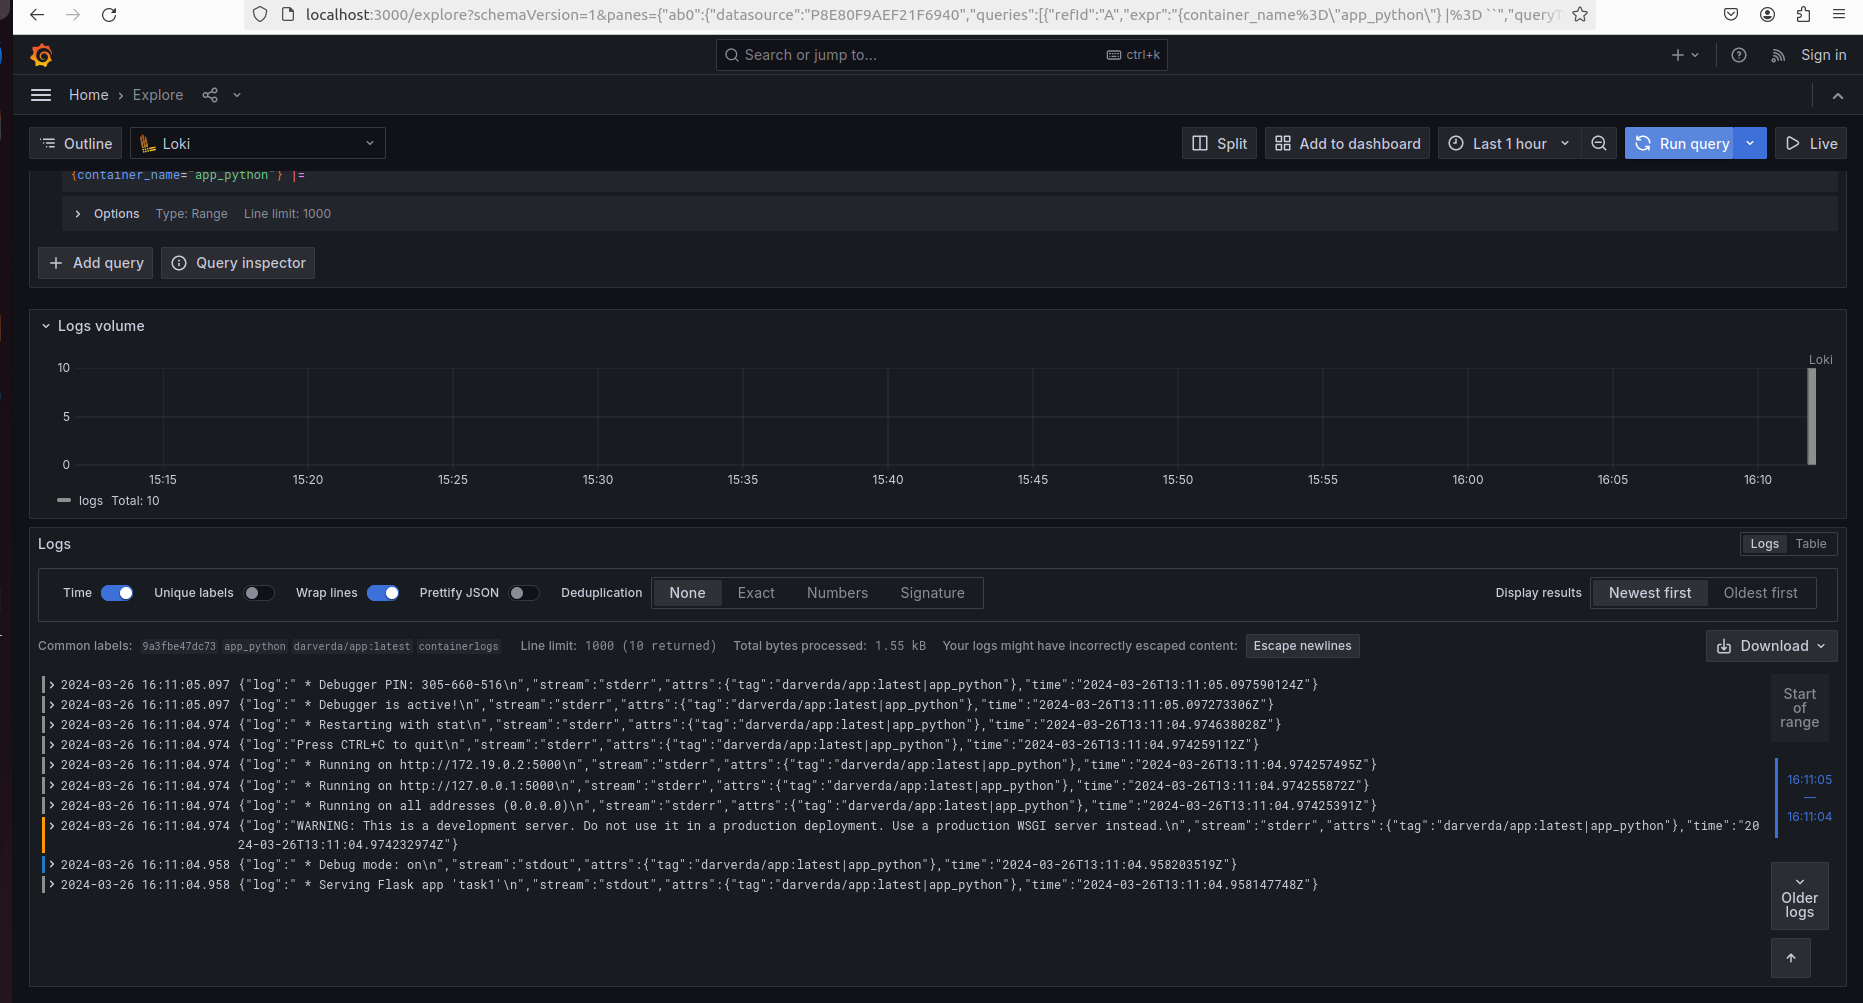 localhost:3000/explore?schemaVersion=1&panes={"ab0":{"datasource":"P8E80F9AEF21F6940","queries":[{"refId":"A","expr":"{container_name%3D\"app_python\"} |%3D ``","queryT
Search or jump to... ctrl+k
Sign in
Home › Explore
Outline Loki Split Add to dashboard Last 1 hour Run query Live
{container_name="app_python"} |=
Options Type: Range Line limit: 1000
+ Add query Query inspector
Logs volume
Loki
10
5
0
15:15 15:20 15:25 15:30 15:35 15:40 15:45 15:50 15:55 16:00 16:05 16:10
logs Total: 10
Logs Logs Table
Time Unique labels Wrap lines Prettify JSON Deduplication None Exact Numbers Signature Display results Newest first Oldest first
Common labels: 9a3fbe47dc73 app_python darverda/app:latest containerlogs Line limit: 1000 (10 returned) Total bytes processed: 1.55 kB Your logs might have incorrectly escaped content: Escape newlines Download
2024-03-26 16:11:05.097 {"log":" * Debugger PIN: 305-660-516\n","stream":"stderr","attrs":{"tag":"darverda/app:latest|app_python"},"time":"2024-03-26T13:11:05.097590124Z"}
2024-03-26 16:11:05.097 {"log":" * Debugger is active!\n","stream":"stderr","attrs":{"tag":"darverda/app:latest|app_python"},"time":"2024-03-26T13:11:05.097273306Z"}
2024-03-26 16:11:04.974 {"log":" * Restarting with stat\n","stream":"stderr","attrs":{"tag":"darverda/app:latest|app_python"},"time":"2024-03-26T13:11:04.974638028Z"}
2024-03-26 16:11:04.974 {"log":"Press CTRL+C to quit\n","stream":"stderr","attrs":{"tag":"darverda/app:latest|app_python"},"time":"2024-03-26T13:11:04.974259112Z"}
2024-03-26 16:11:04.974 {"log":" * Running on http://172.19.0.2:5000\n","stream":"stderr","attrs":{"tag":"darverda/app:latest|app_python"},"time":"2024-03-26T13:11:04.974257495Z"}
2024-03-26 16:11:04.974 {"log":" * Running on http://127.0.0.1:5000\n","stream":"stderr","attrs":{"tag":"darverda/app:latest|app_python"},"time":"2024-03-26T13:11:04.974255872Z"}
2024-03-26 16:11:04.974 {"log":" * Running on all addresses (0.0.0.0)\n","stream":"stderr","attrs":{"tag":"darverda/app:latest|app_python"},"time":"2024-03-26T13:11:04.97425391Z"}
2024-03-26 16:11:04.974 {"log":"WARNING: This is a development server. Do not use it in a production deployment. Use a production WSGI server instead.\n","stream":"stderr","attrs":{"tag":"darverda/app:latest|app_python"},"time":"20
24-03-26T13:11:04.974232974Z"}
2024-03-26 16:11:04.958 {"log":" * Debug mode: on\n","stream":"stdout","attrs":{"tag":"darverda/app:latest|app_python"},"time":"2024-03-26T13:11:04.958203519Z"}
2024-03-26 16:11:04.958 {"log":" * Serving Flask app 'task1'\n","stream":"stdout","attrs":{"tag":"darverda/app:latest|app_python"},"time":"2024-03-26T13:11:04.958147748Z"}
Start
of
range
16:11:05
—
16:11:04
Older
logs